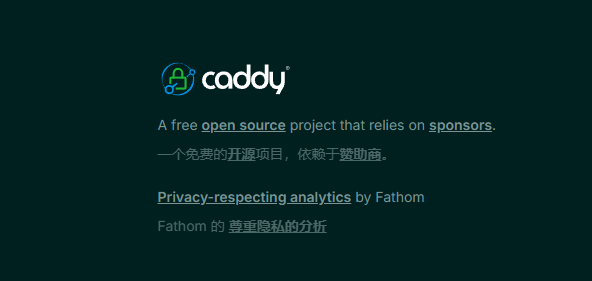 caddy®
A free open source project that relies on sponsors.
一个免费的开源项目，依赖于赞助商。
Privacy-respecting analytics by Fathom
Fathom 的 尊重隐私的分析